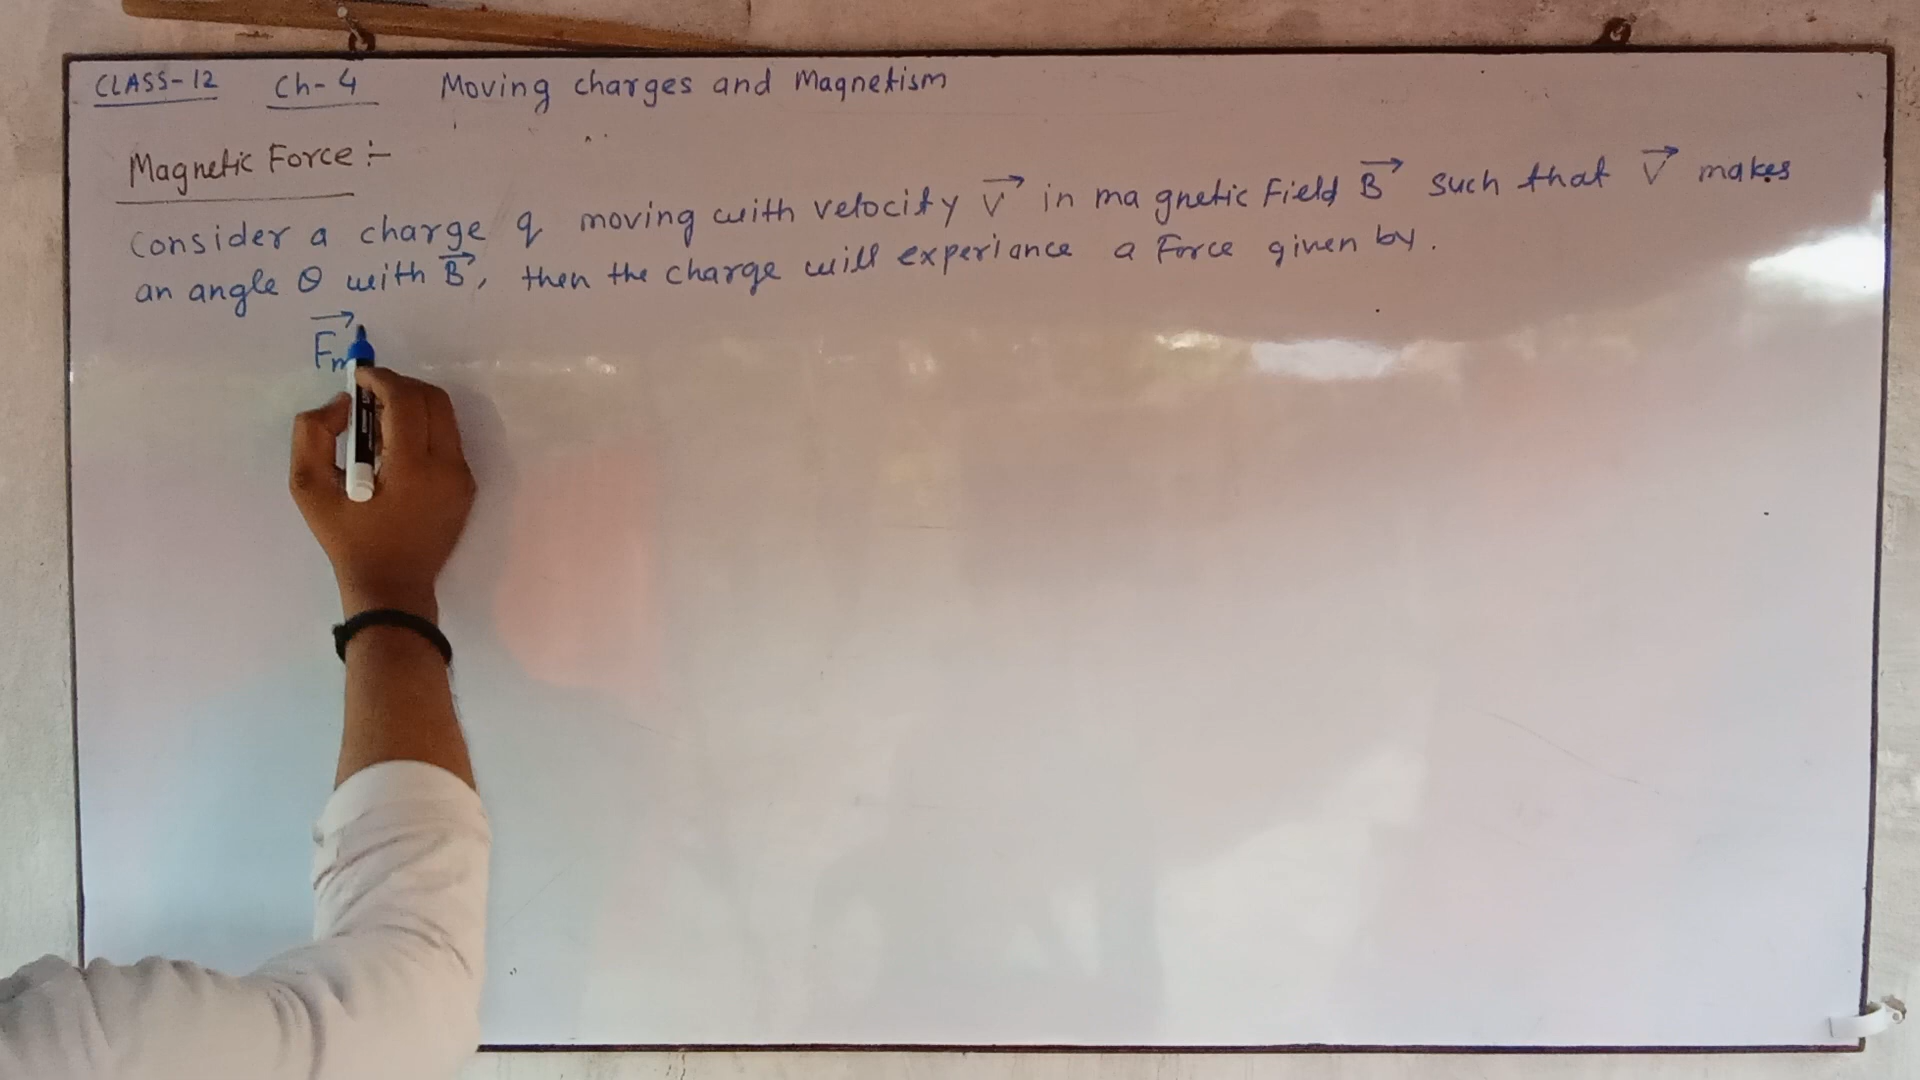 CLASS-12 Ch-4 Moving charges and Magnetism
Magnetic Force :-
Consider a charge q moving with velocity V⃗ in magnetic Field B⃗ such that V⃗ makes
an angle θ with B⃗, then the charge will experiance a Force given by.
F⃗m